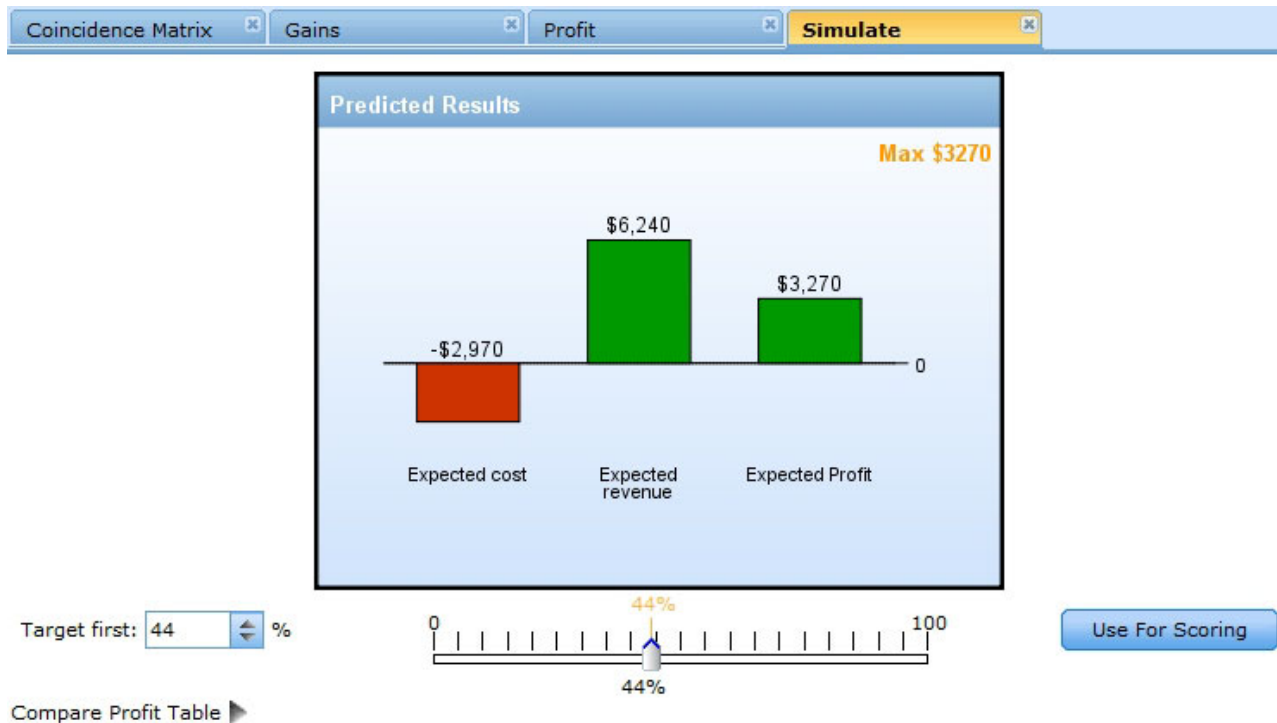 Coincidence Matrix
Gains
Profit
Simulate
Predicted Results
Max $3270
$6,240
$3,270
-$2,970
0
Expected cost
Expected
revenue
Expected Profit
Target first: 44 %
44%
0
100
44%
Use For Scoring
Compare Profit Table